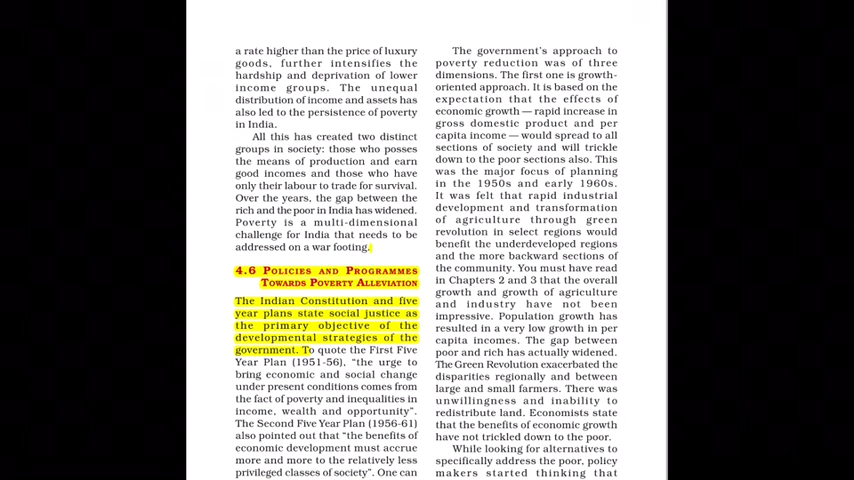 a rate higher than the price of luxury
goods, further intensifies the
hardship and deprivation of lower
income groups. The unequal
distribution of income and assets has
also led to the persistence of poverty
in India.
All this has created two distinct
groups in society: those who posses
the means of production and earn
good incomes and those who have
only their labour to trade for survival.
Over the years, the gap between the
rich and the poor in India has widened.
Poverty is a multi-dimensional
challenge for India that needs to be
addressed on a war footing.
4.6 POLICIES AND PROGRAMMES
TOWARDS POVERTY ALLEVIATION
The Indian Constitution and five
year plans state social justice as
the primary objective of the
developmental strategies of the
government. To quote the First Five
Year Plan (1951-56), “the urge to
bring economic and social change
under present conditions comes from
the fact of poverty and inequalities in
income, wealth and opportunity”.
The Second Five Year Plan (1956-61)
also pointed out that “the benefits of
economic development must accrue
more and more to the relatively less
privileged classes of society”. One can
The government’s approach to
poverty reduction was of three
dimensions. The first one is growth-
oriented approach. It is based on the
expectation that the effects of
economic growth — rapid increase in
gross domestic product and per
capita income — would spread to all
sections of society and will trickle
down to the poor sections also. This
was the major focus of planning
in the 1950s and early 1960s.
It was felt that rapid industrial
development and transformation
of agriculture through green
revolution in select regions would
benefit the underdeveloped regions
and the more backward sections of
the community. You must have read
in Chapters 2 and 3 that the overall
growth and growth of agriculture
and industry have not been
impressive. Population growth has
resulted in a very low growth in per
capita incomes. The gap between
poor and rich has actually widened.
The Green Revolution exacerbated the
disparities regionally and between
large and small farmers. There was
unwillingness and inability to
redistribute land. Economists state
that the benefits of economic growth
have not trickled down to the poor.
While looking for alternatives to
specifically address the poor, policy
makers started thinking that